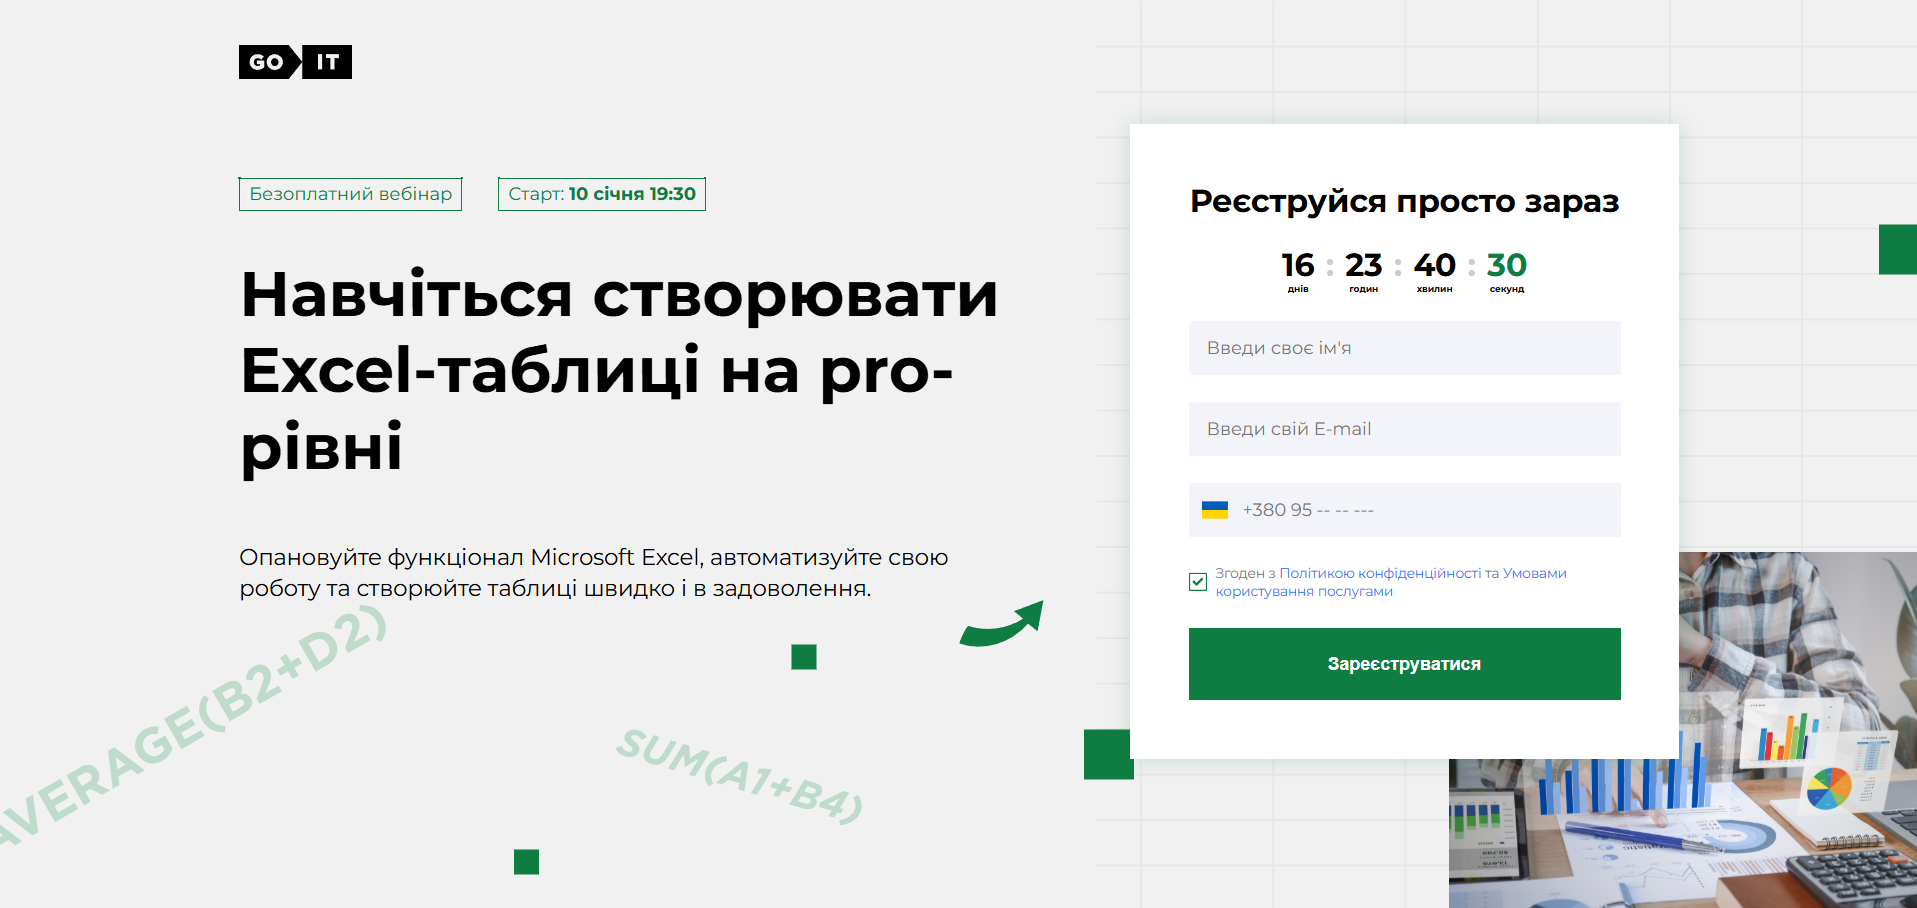 GO IT
Безоплатний вебінар
Старт: 10 січня 19:30
Навчіться створювати
Excel-таблиці на pro-
рівні
Опановуйте функціонал Microsoft Excel, автоматизуйте свою
роботу та створюйте таблиці швидко і в задоволення.
AVERAGE(B2+D2)
SUM(A1+B4)
Реєструйся просто зараз
16 : 23 : 40 : 30
днів годин хвилин секунд
Введи своє ім'я
Введи свій E-mail
+380 95 -- -- ---
Згоден з Політикою конфіденційності та Умовами
користування послугами
Зареєструватися